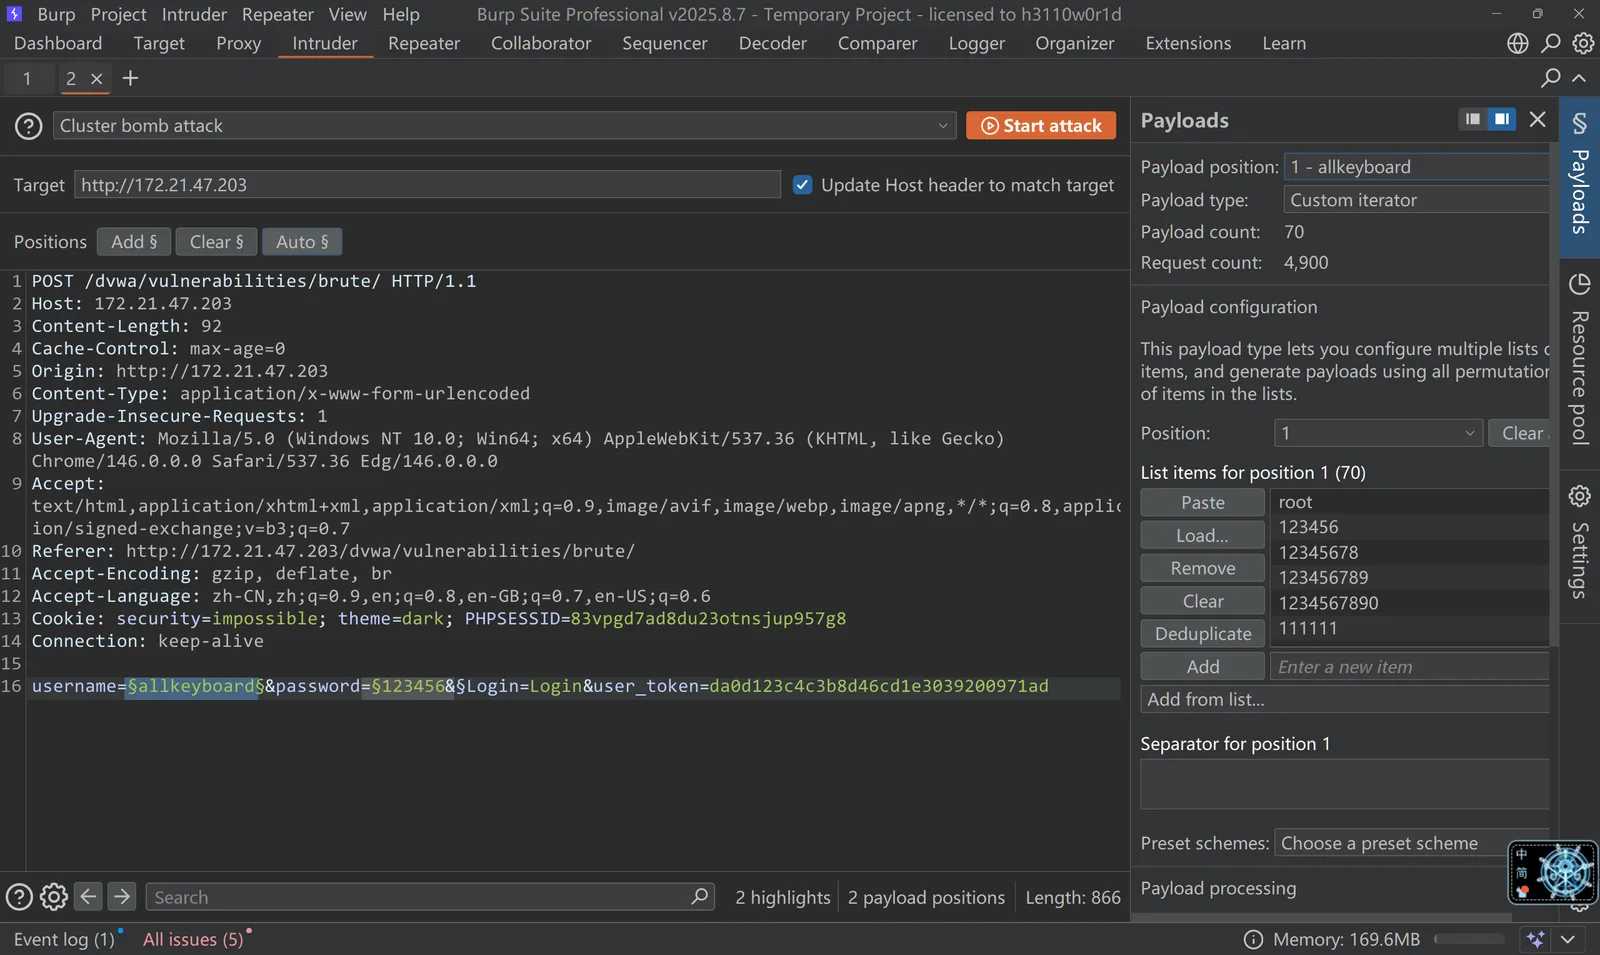 Burp Project Intruder Repeater View Help Burp Suite Professional v2025.8.7 - Temporary Project - licensed to h3110w0r1d
Dashboard Target Proxy Intruder Repeater Collaborator Sequencer Decoder Comparer Logger Organizer Extensions Learn
1 2 × +
Cluster bomb attack Start attack
Target http://172.21.47.203 Update Host header to match target
Positions Add § Clear § Auto §
1 POST /dvwa/vulnerabilities/brute/ HTTP/1.1
2 Host: 172.21.47.203
3 Content-Length: 92
4 Cache-Control: max-age=0
5 Origin: http://172.21.47.203
6 Content-Type: application/x-www-form-urlencoded
7 Upgrade-Insecure-Requests: 1
8 User-Agent: Mozilla/5.0 (Windows NT 10.0; Win64; x64) AppleWebKit/537.36 (KHTML, like Gecko)
Chrome/146.0.0.0 Safari/537.36 Edg/146.0.0.0
9 Accept:
text/html,application/xhtml+xml,application/xml;q=0.9,image/avif,image/webp,image/apng,*/*;q=0.8,applic
ion/signed-exchange;v=b3;q=0.7
10 Referer: http://172.21.47.203/dvwa/vulnerabilities/brute/
11 Accept-Encoding: gzip, deflate, br
12 Accept-Language: zh-CN,zh;q=0.9,en;q=0.8,en-GB;q=0.7,en-US;q=0.6
13 Cookie: security=impossible; theme=dark; PHPSESSID=83vpgd7ad8du23otnsjup957g8
14 Connection: keep-alive
15
16 username=§allkeyboard§&password=§123456&§Login=Login&user_token=da0d123c4c3b8d46cd1e3039200971ad
Search 2 highlights 2 payload positions Length: 866
Payloads
Payload position: 1 - allkeyboard
Payload type: Custom iterator
Payload count: 70
Request count: 4,900
Payload configuration
This payload type lets you configure multiple lists o
items, and generate payloads using all permutation
of items in the lists.
Position: 1 Clear
List items for position 1 (70)
Paste
Load...
Remove
Clear
Deduplicate
root
123456
12345678
123456789
1234567890
111111
Add Enter a new item
Add from list...
Separator for position 1
Preset schemes: Choose a preset scheme
Payload processing
§ Payloads
Resource pool
Settings
中
简
Event log (1) All issues (5) Memory: 169.6MB